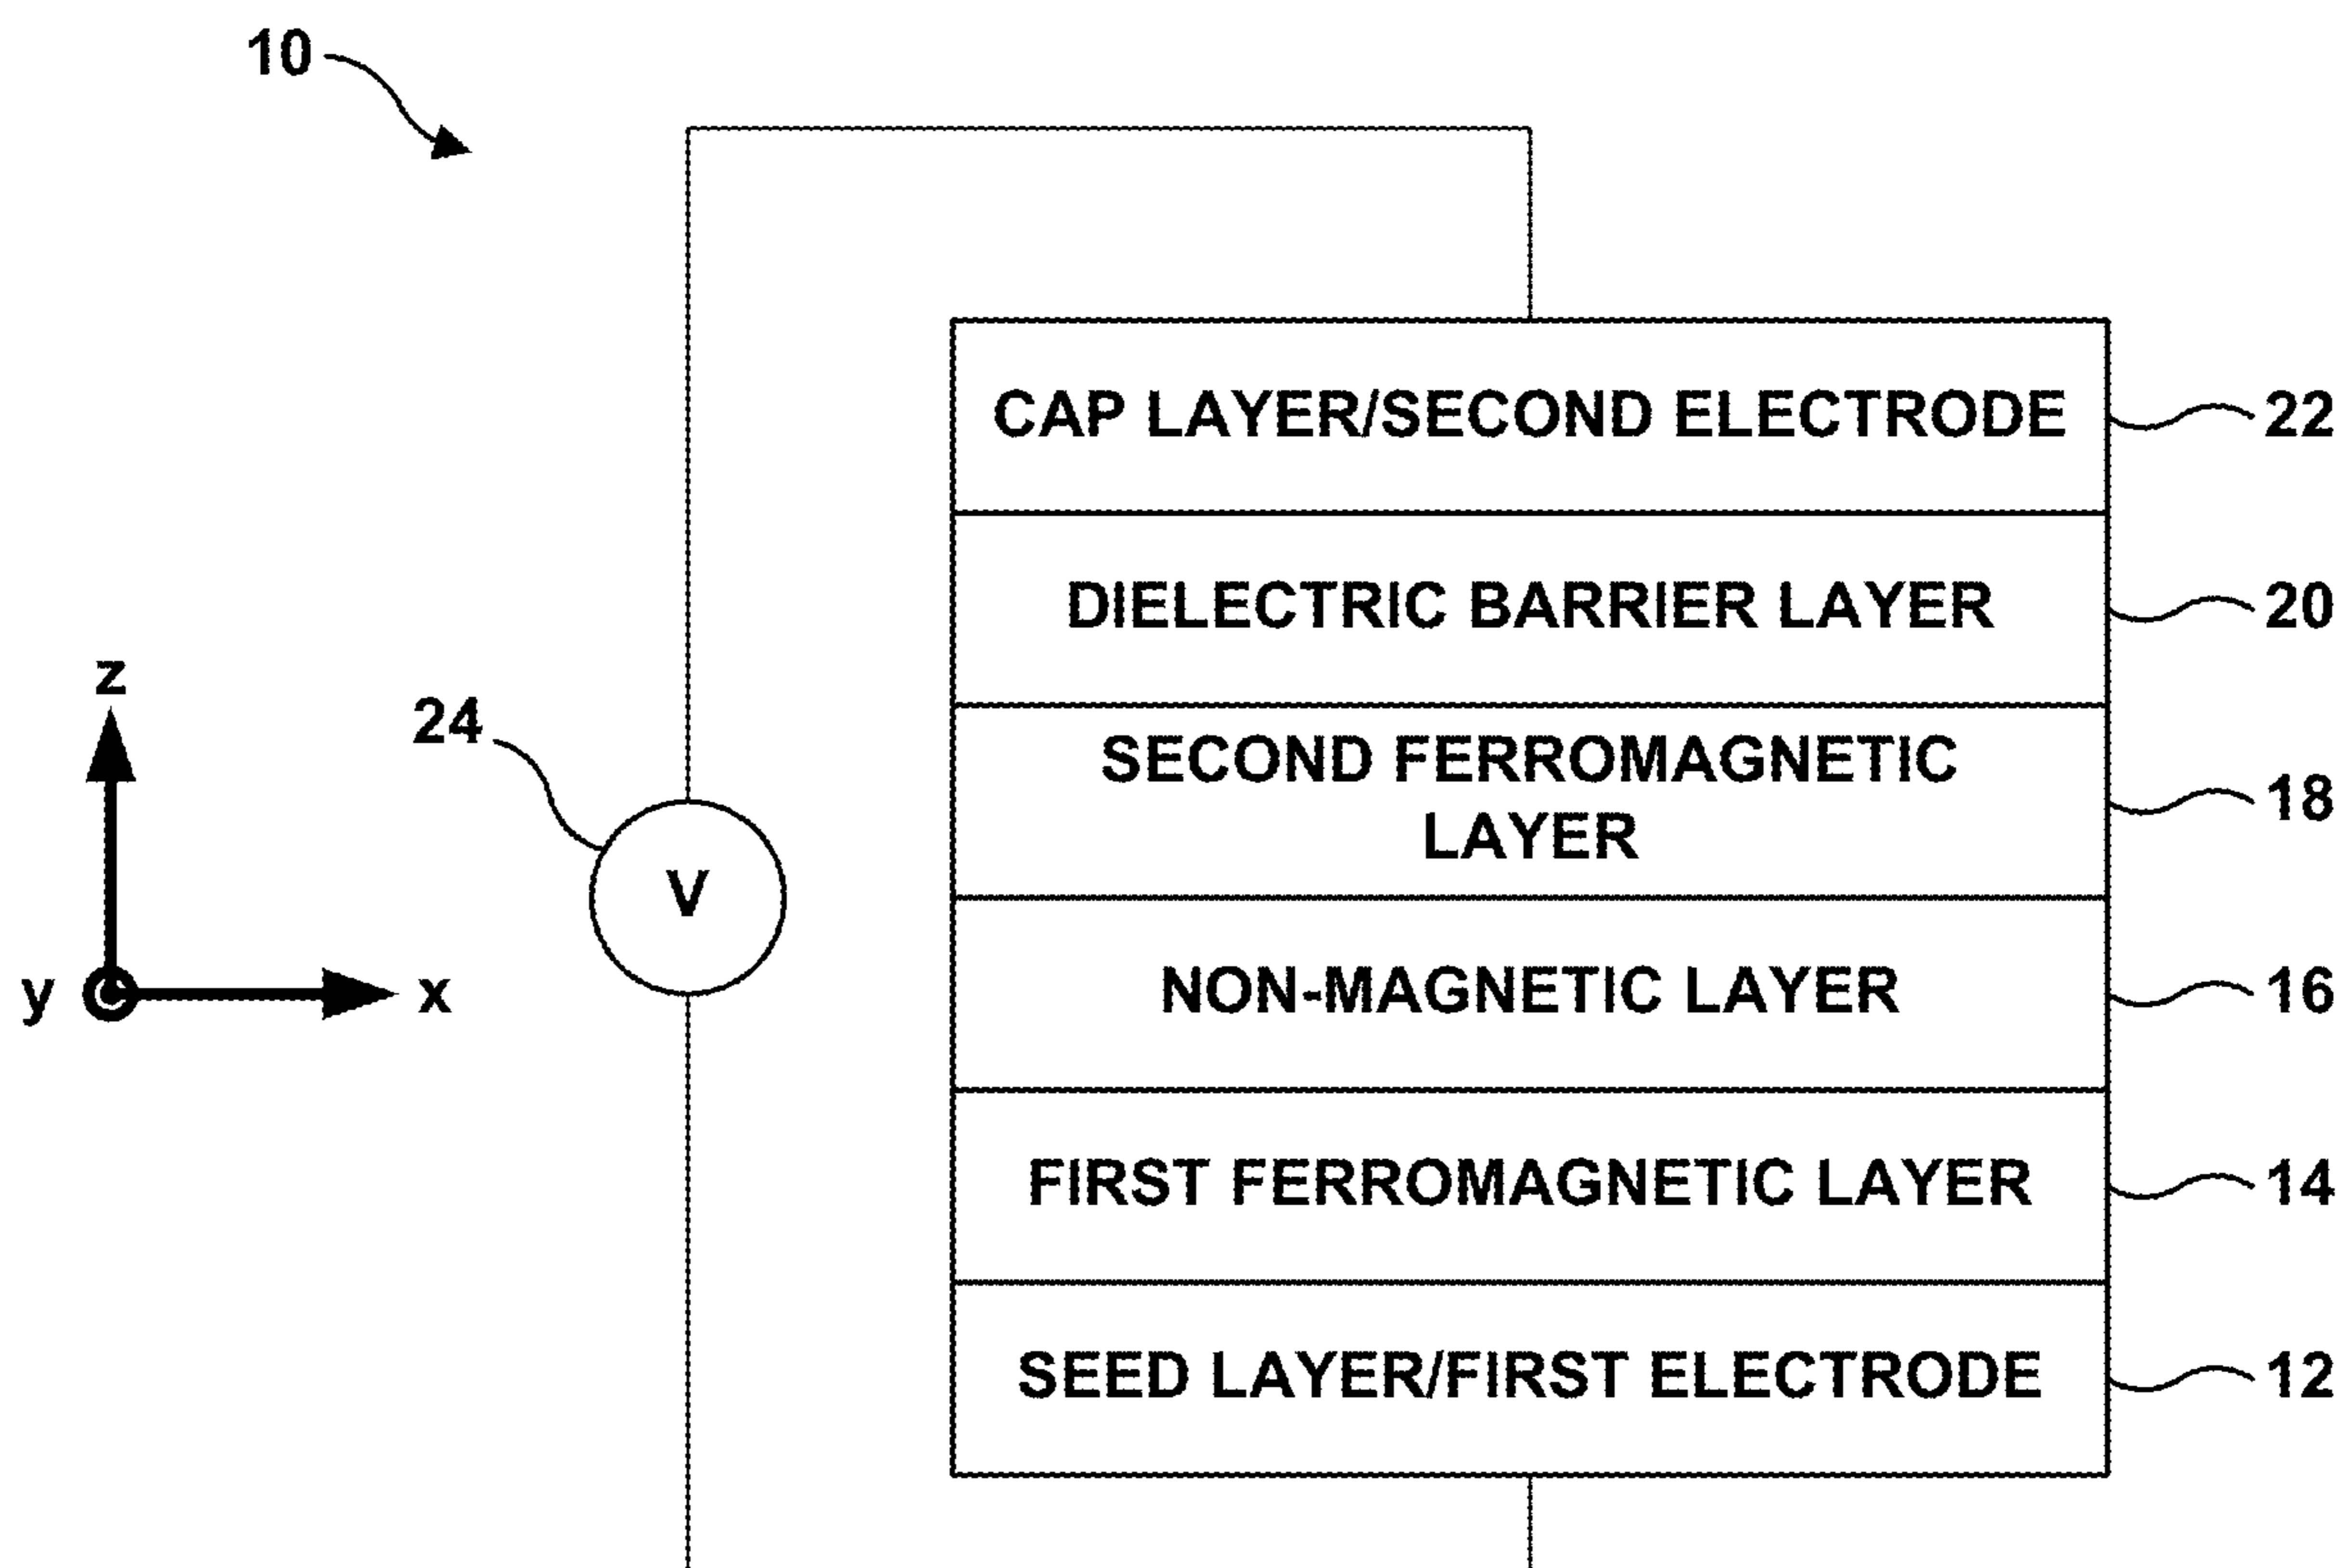 10
CAP LAYER/SECOND ELECTRODE
22
DIELECTRIC BARRIER LAYER
20
z
24
SECOND FERROMAGNETIC
LAYER
18
V
y
x
NON-MAGNETIC LAYER
16
FIRST FERROMAGNETIC LAYER
14
SEED LAYER/FIRST ELECTRODE
12